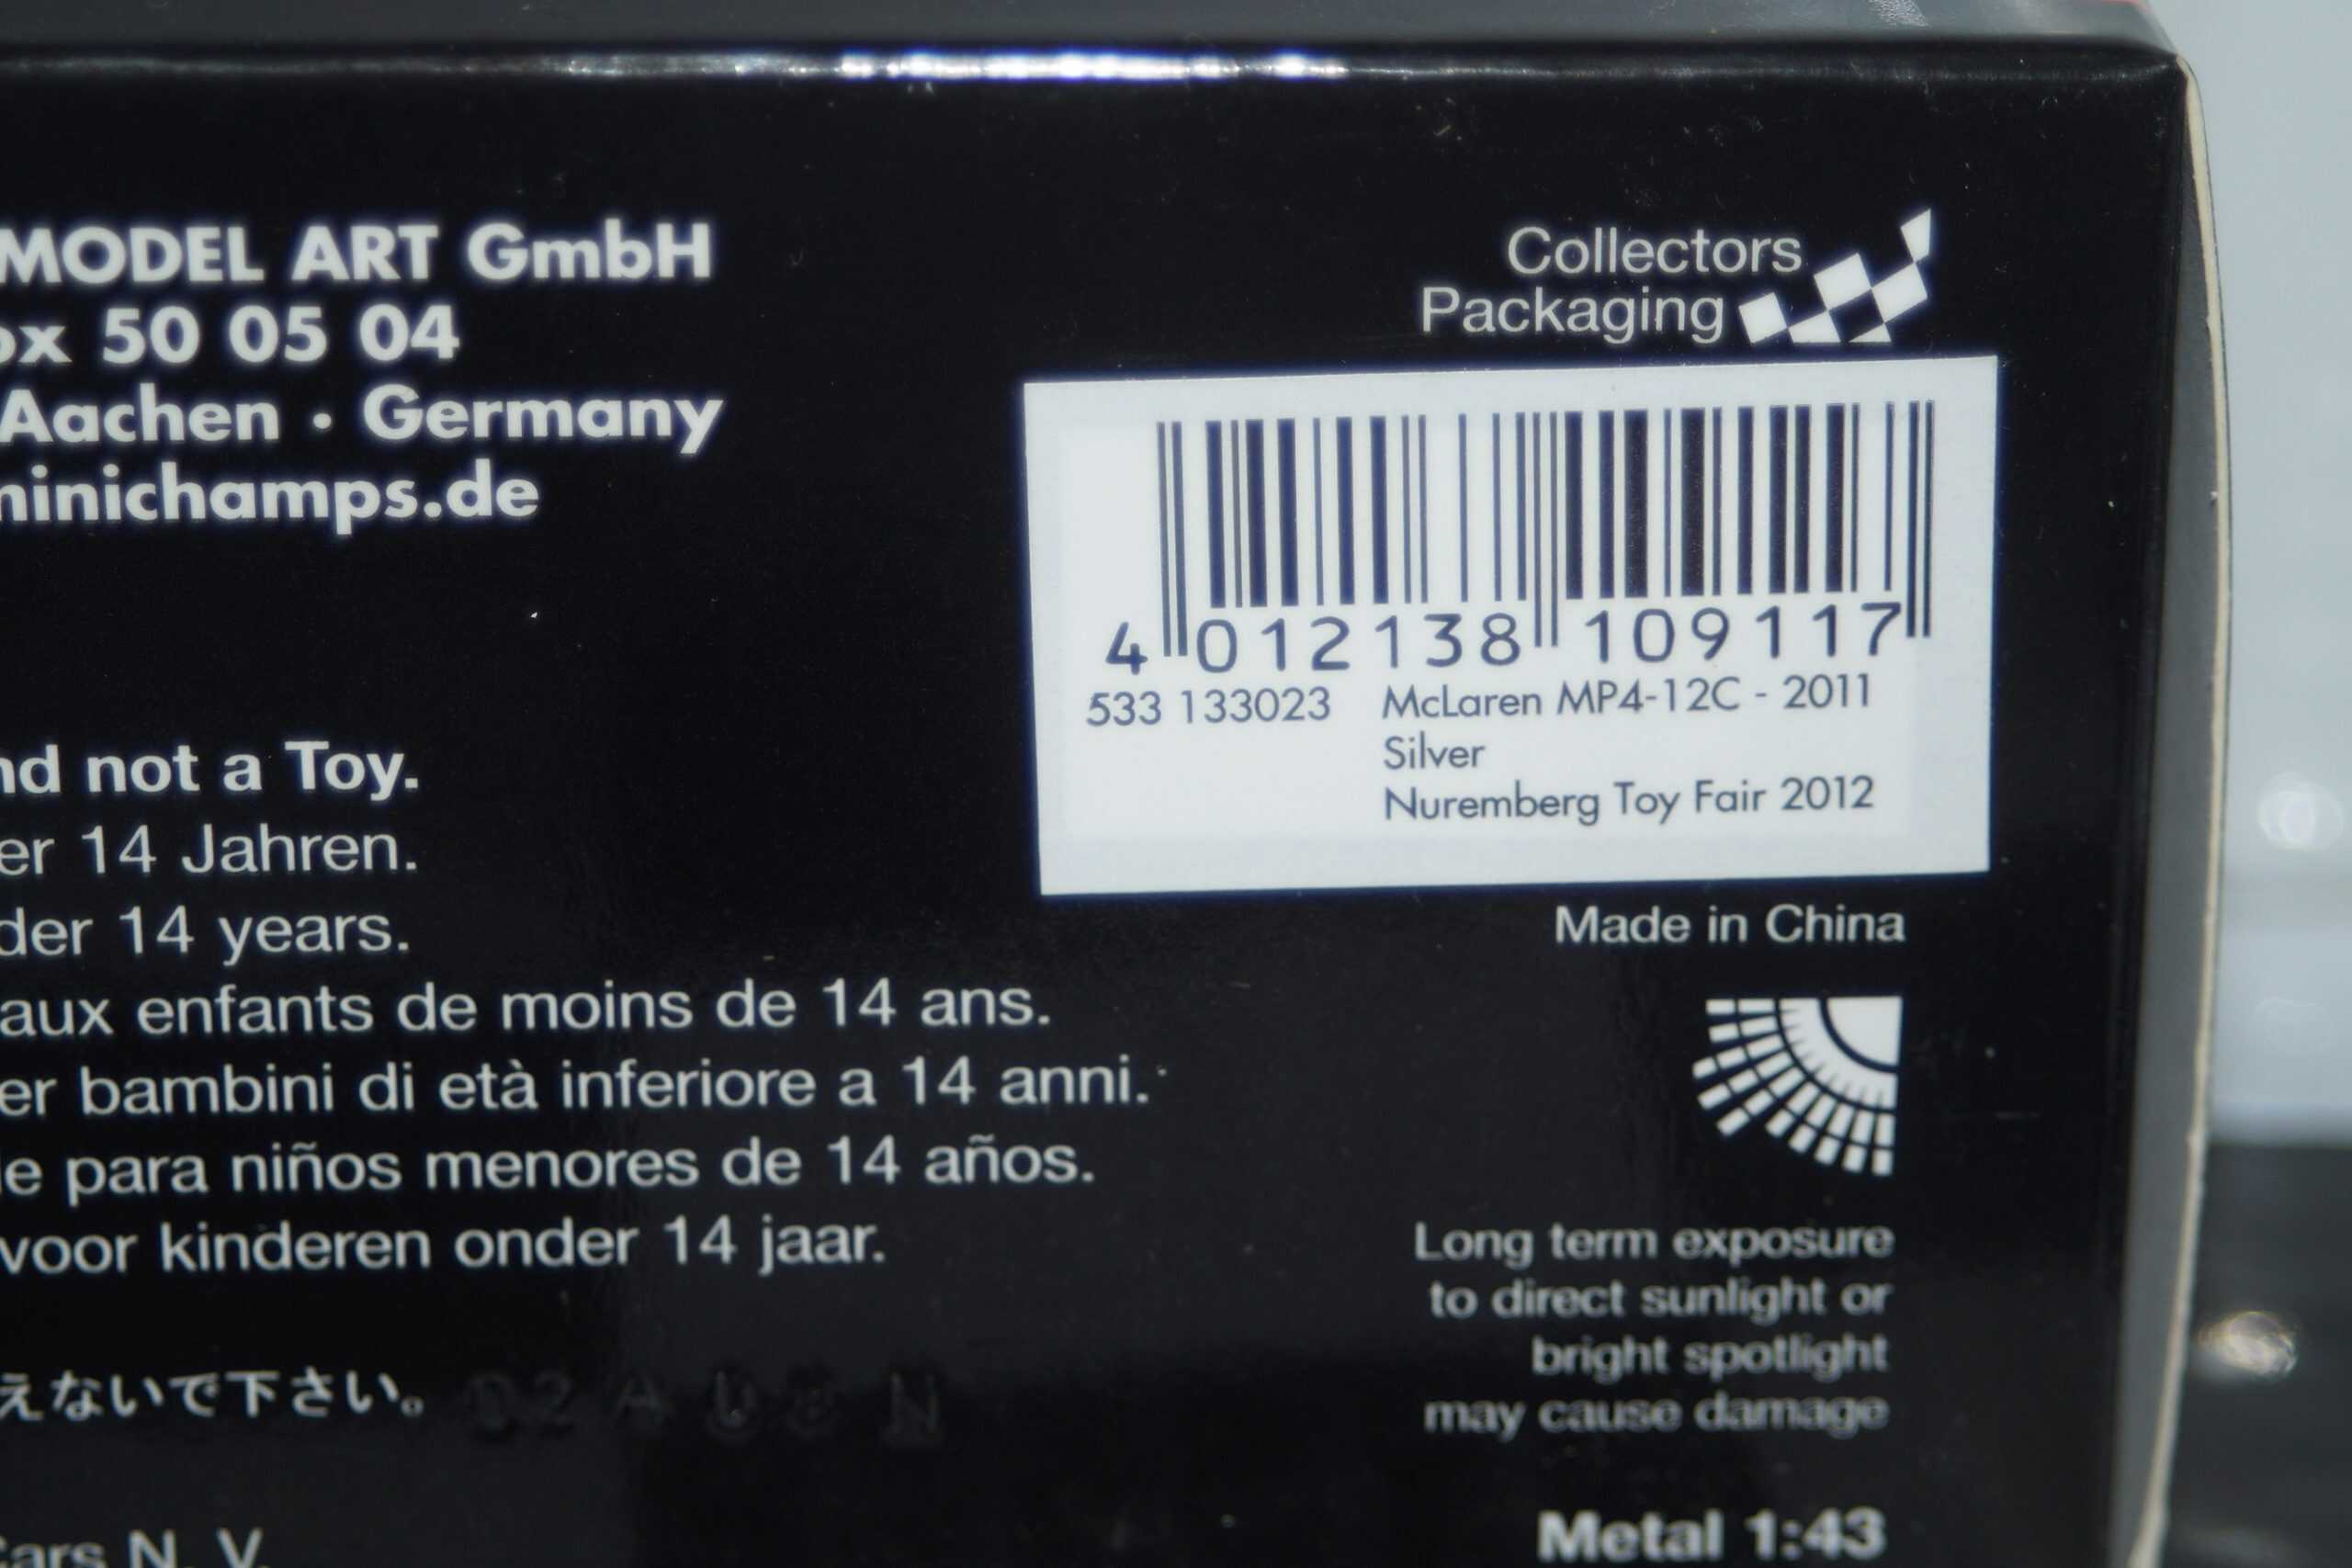 MODEL ART GmbH
ox 50 05 04
Aachen • Germany
minichamps.de
Collectors
Packaging
4 012138 109117
533 133023 McLaren MP4-12C - 2011
Silver
Nuremberg Toy Fair 2012
Made in China
nd not a Toy.
er 14 Jahren.
der 14 years.
aux enfants de moins de 14 ans.
er bambini di età inferiore a 14 anni.
le para niños menores de 14 años.
voor kinderen onder 14 jaar.
えないで下さい。
Cars N. V.
Long term exposure
to direct sunlight or
bright spotlight
may cause damage
Metal 1:43